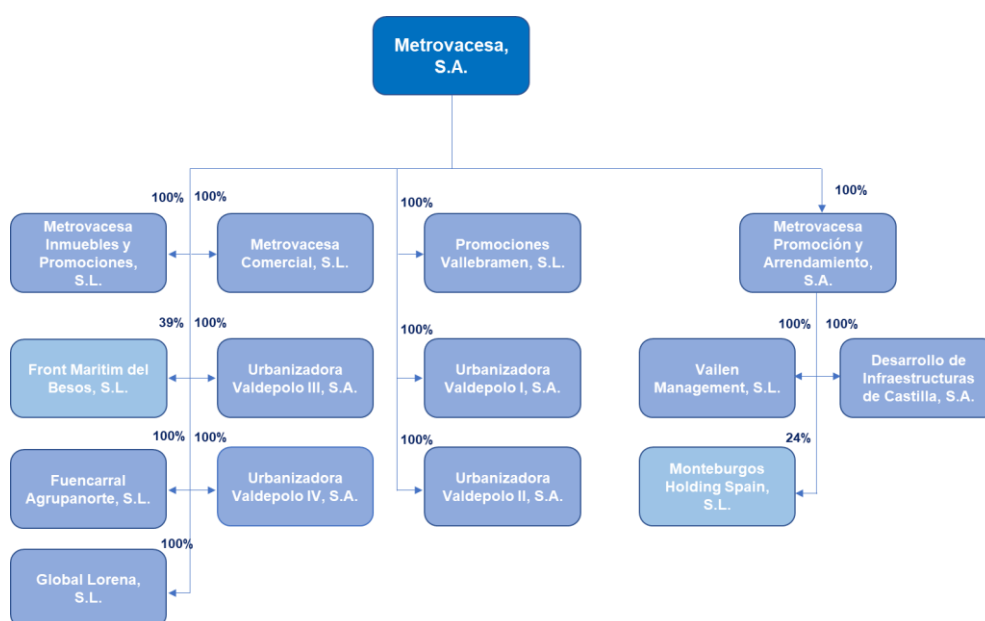 Metrovacesa,
S.A.
100%
100%
100%
100%
Metrovacesa
Inmuebles y
Promociones,
S.L.
Metrovacesa
Comercial, S.L.
Promociones
Vallebramen, S.L.
Metrovacesa
Promoción y
Arrendamiento,
S.A.
39%
100%
100%
100%
100%
Front Maritim del
Besos, S.L.
Urbanizadora
Valdepolo III, S.A.
Urbanizadora
Valdepolo I, S.A.
Vailen
Management, S.L.
Desarrollo de
Infraestructuras
de Castilla, S.A.
100%
100%
100%
24%
Fuencarral
Agrupanorte, S.L.
Urbanizadora
Valdepolo IV, S.A.
Urbanizadora
Valdepolo II, S.A.
Monteburgos
Holding Spain,
S.L.
100%
Global Lorena,
S.L.